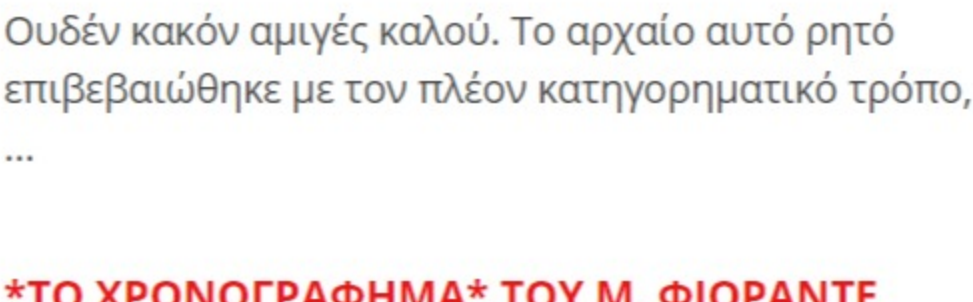 Ουδέν κακόν αμιγές καλού. Το αρχαίο αυτό ρητό
επιβεβαιώθηκε με τον πλέον κατηγορηματικό τρόπο,
...
*ΤΟ ΧΡΟΝΟΓΡΑΦΗΜΑ* ΤΟΥ Μ. ΦΙΟΡΑΝΤΕ